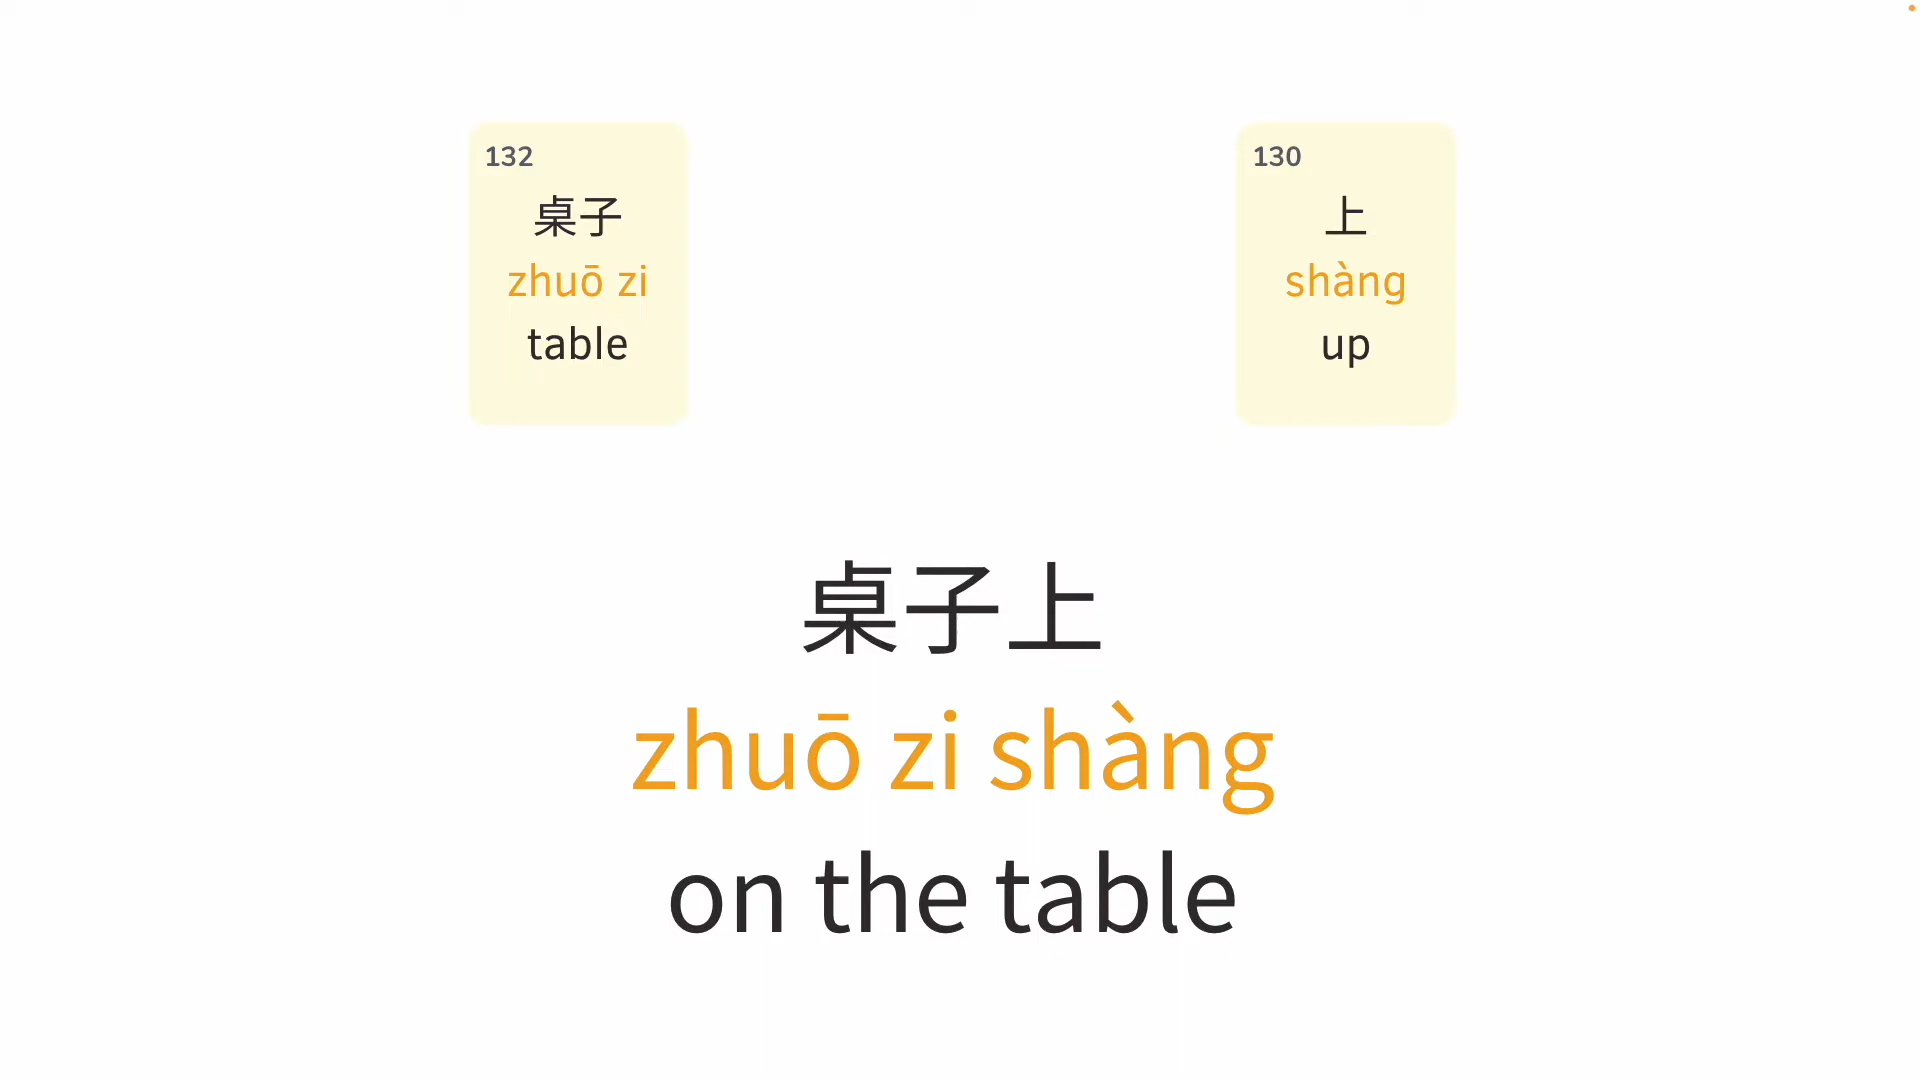 132
桌子
zhuō zi
table
130
上
shàng
up
桌子上
zhuō zi shàng
on the table